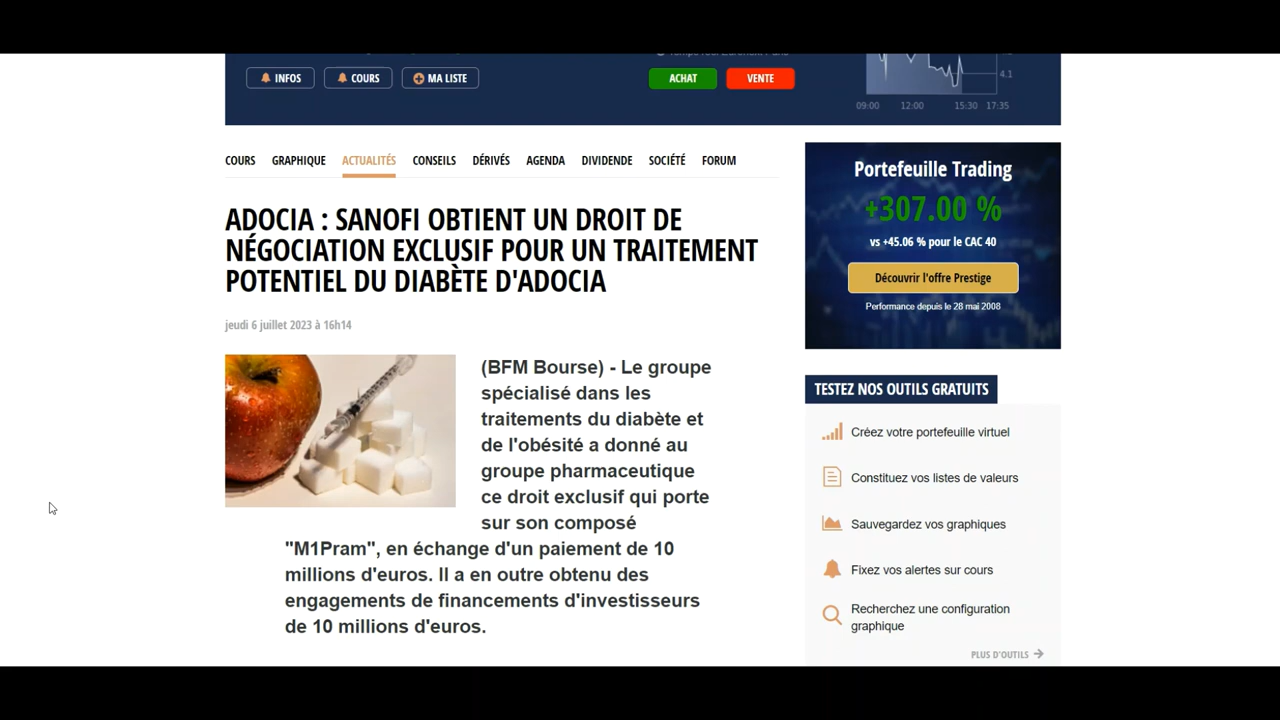 INFOS
COURS
MA LISTE
ACHAT
VENTE
4.1
09:00 12:00 15:30 17:35
COURS GRAPHIQUE ACTUALITÉS CONSEILS DÉRIVÉS AGENDA DIVIDENDE SOCIÉTÉ FORUM
ADOCIA : SANOFI OBTIENT UN DROIT DE
NÉGOCIATION EXCLUSIF POUR UN TRAITEMENT
POTENTIEL DU DIABÈTE D'ADOCIA
jeudi 6 juillet 2023 à 16h14
(BFM Bourse) - Le groupe
spécialisé dans les
traitements du diabète et
de l'obésité a donné au
groupe pharmaceutique
ce droit exclusif qui porte
sur son composé
"M1Pram", en échange d'un paiement de 10
millions d'euros. Il a en outre obtenu des
engagements de financements d'investisseurs
de 10 millions d'euros.
Portefeuille Trading
+307.00 %
vs +45.06 % pour le CAC 40
Découvrir l'offre Prestige
Performance depuis le 28 mai 2008
TESTEZ NOS OUTILS GRATUITS
Créez votre portefeuille virtuel
Constituez vos listes de valeurs
Sauvegardez vos graphiques
Fixez vos alertes sur cours
Recherchez une configuration
graphique
PLUS D'OUTILS